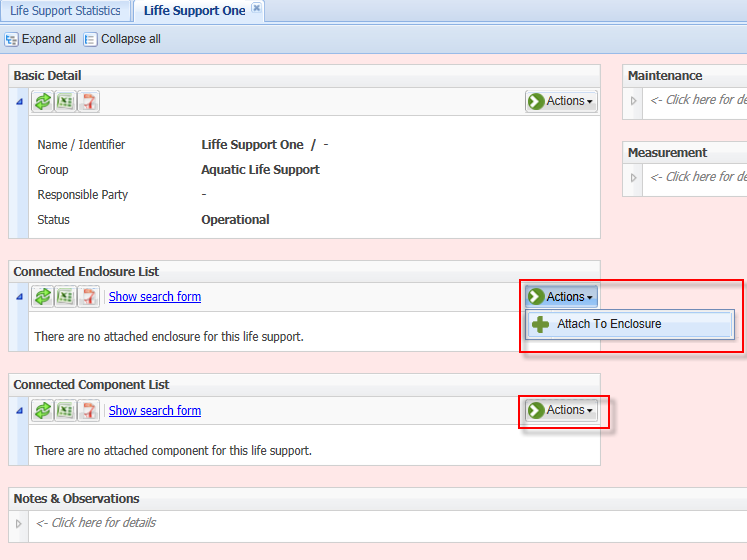 Life Support Statistics
Liffe Support One
Expand all
Collapse all
Basic Detail
Actions
Name / Identifier Liffe Support One / -
Group Aquatic Life Support
Responsible Party -
Status Operational
Maintenance
<- Click here for de
Measurement
<- Click here for de
Connected Enclosure List
Show search form
Actions
Attach To Enclosure
There are no attached enclosure for this life support.
Connected Component List
Show search form
Actions
There are no attached component for this life support.
Notes & Observations
<- Click here for details